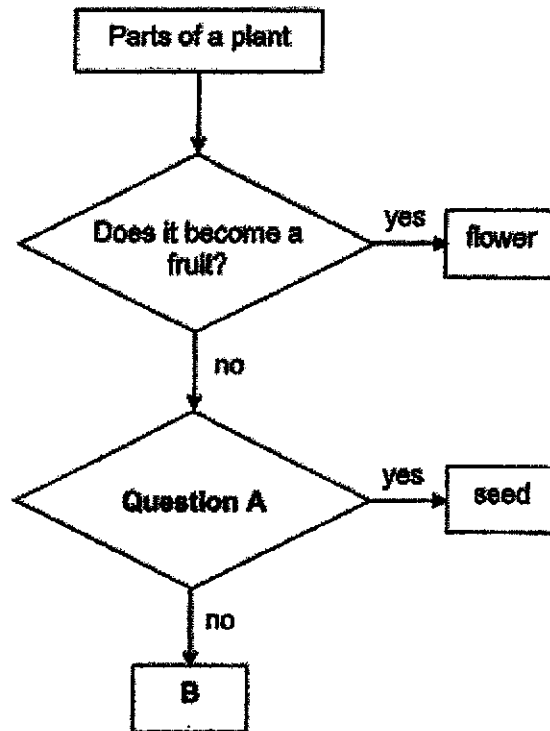 Parts of a plant
Does it become a
fruit?
yes
flower
no
Question A
yes
seed
no
B